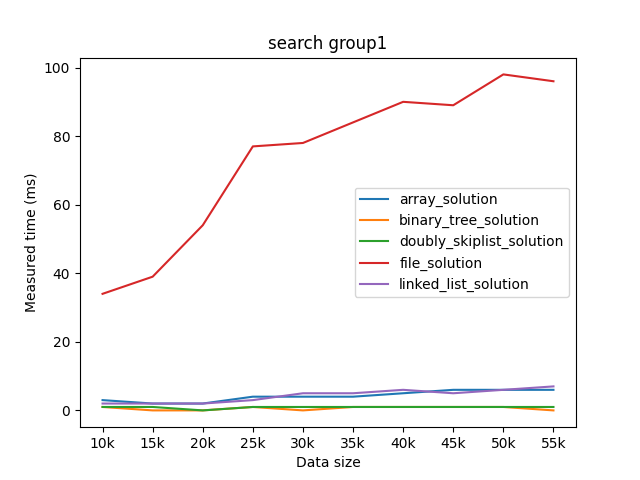 search group1
Measured time (ms)
100
80
60
40
20
0
array_solution
binary_tree_solution
doubly_skiplist_solution
file_solution
linked_list_solution
10k 15k 20k 25k 30k 35k 40k 45k 50k 55k
Data size